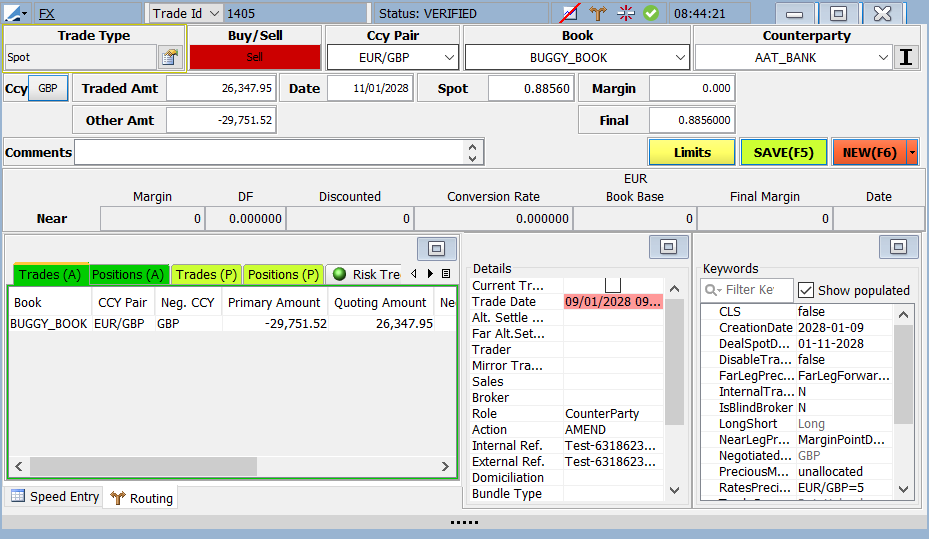 FX Trade Id 1405 Status: VERIFIED 08:44:21
Trade Type Buy/Sell Ccy Pair Book Counterparty
Spot Sell EUR/GBP BUGGY_BOOK AAT_BANK I
Ccy GBP Traded Amt 26,347.95 Date 11/01/2028 Spot 0.88560 Margin 0.000
Other Amt -29,751.52 Final 0.8856000
Comments Limits SAVE(F5) NEW(F6)
EUR
Margin DF Discounted Conversion Rate Book Base Final Margin Date
Near 0 0.000000 0 0.000000 0 0
Trades (A) Positions (A) Trades (P) Positions (P) Risk Tre
Book CCY Pair Neg. CCY Primary Amount Quoting Amount Ne
BUGGY_BOOK EUR/GBP GBP -29,751.52 26,347.95
Speed Entry Routing
Details
Current Tr...
Trade Date 09/01/2028 09...
Alt. Settle ...
Far Alt.Set...
Trader
Mirror Tra...
Sales
Broker
Role CounterParty
Action AMEND
Internal Ref. Test-6318623...
External Ref. Test-6318623...
Domiciliation
Bundle Type
Keywords
Filter Ke Show populated
CLS false
CreationDate 2028-01-09
DealSpotD... 01-11-2028
DisableTra... false
FarLegPrec... FarLegForwar...
InternalTra... N
IsBlindBroker N
LongShort Long
NearLegPr... MarginPointD...
Negotiated... GBP
PreciousM... unallocated
RatesPreci... EUR/GBP=5